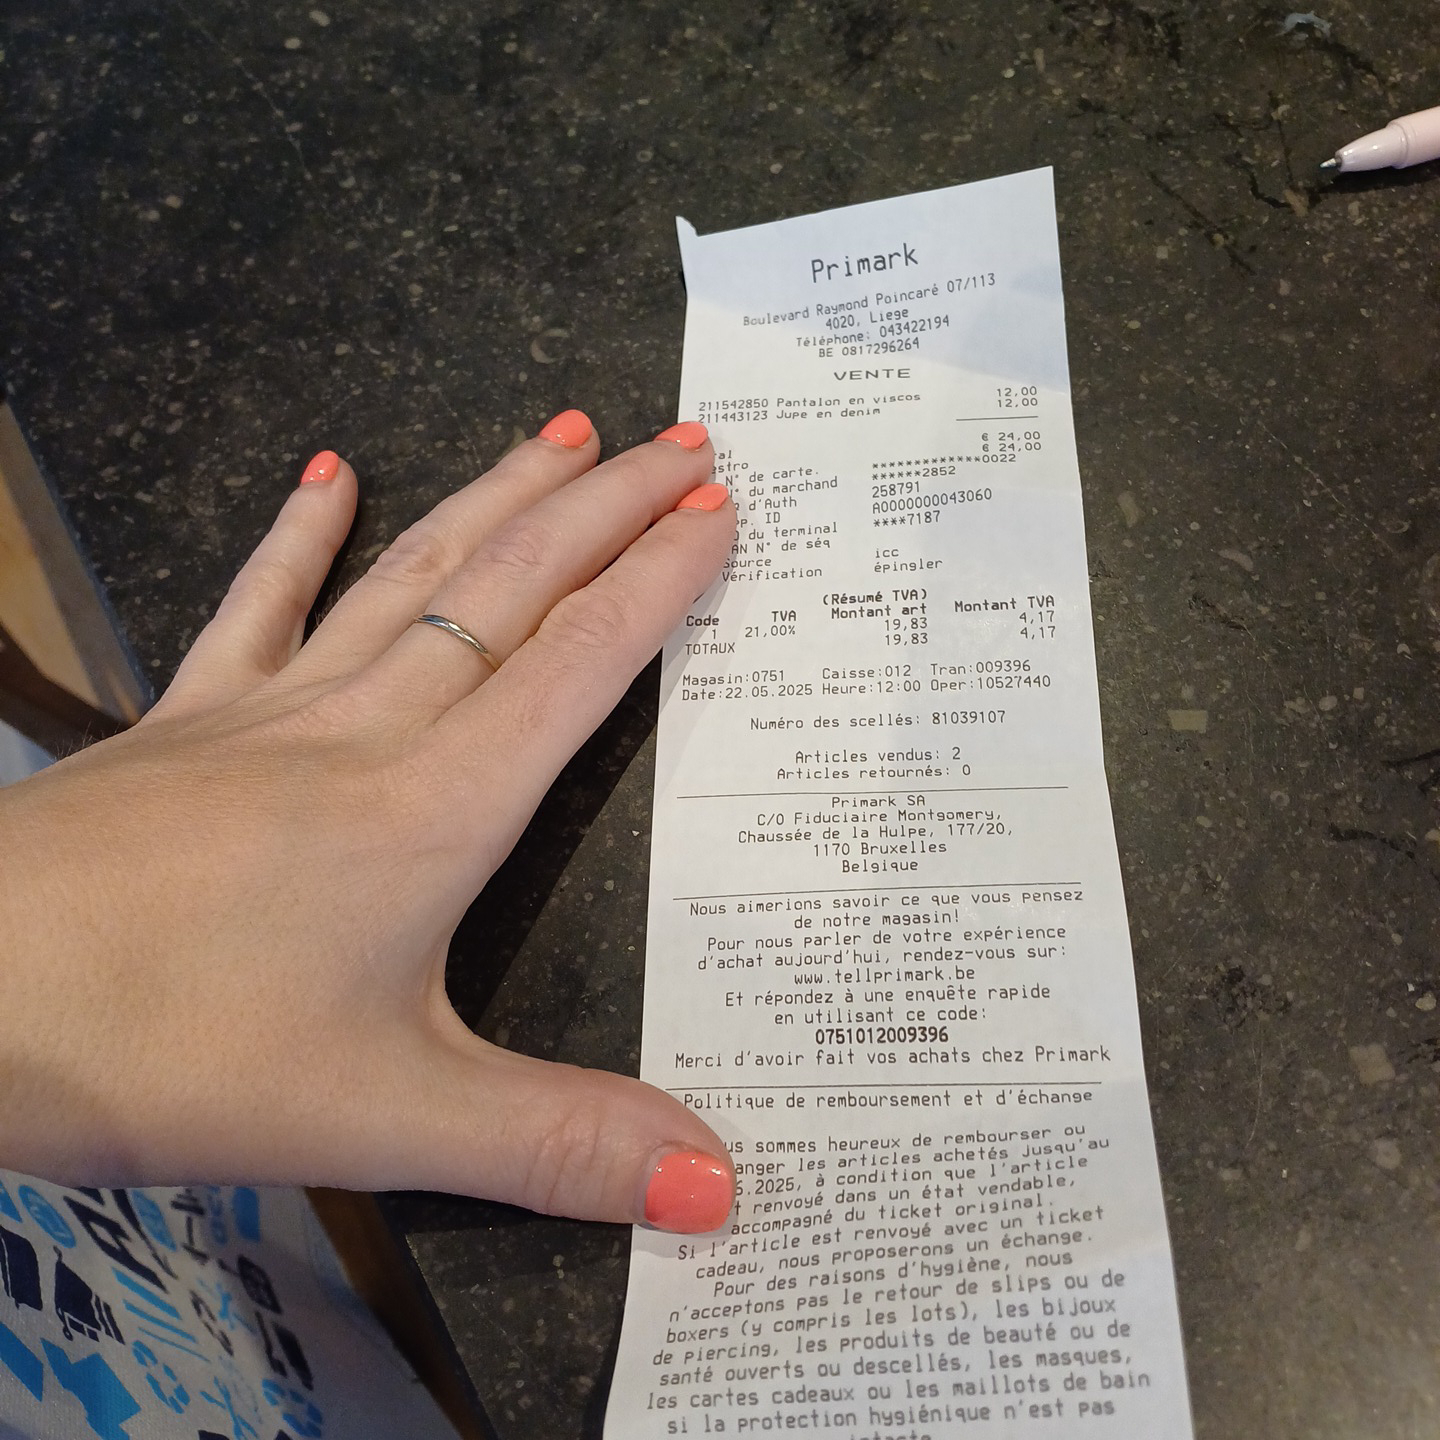 Primark
Boulevard Raymond Poincaré 07/113
4020, Liege
Téléphone: 043422194
BE 0817296264
VENTE
211542850 Pantalon en viscos 12,00
211443123 Jupe en denim 12,00
€ 24,00
€ 24,00
N° de carte. ************0022
N° du marchand ******2852
d'Auth 258791
ID A0000000043060
du terminal ****7187
N° de séq
Source icc
Vérification épingler
(Résumé TVA)
Code TVA Montant art Montant TVA
1 21,00% 19,83 4,17
TOTAUX 19,83 4,17
Magasin:0751 Caisse:012 Tran:009396
Date:22.05.2025 Heure:12:00 Oper:10527440
Numéro des scellés: 81039107
Articles vendus: 2
Articles retournés: 0
Primark SA
C/O Fiduciaire Montgomery,
Chaussée de la Hulpe, 177/20,
1170 Bruxelles
Belgique
Nous aimerions savoir ce que vous pensez
de notre magasin!
Pour nous parler de votre expérience
d'achat aujourd'hui, rendez-vous sur:
www.tellprimark.be
Et répondez à une enquête rapide
en utilisant ce code:
0751012009396
Merci d'avoir fait vos achats chez Primark
Politique de remboursement et d'échange
sommes heureux de rembourser ou
les articles achetés jusqu'au
.2025, à condition que l'article
renvoyé dans un état vendable,
accompagné du ticket original.
Si l'article est renvoyé avec un ticket
cadeau, nous proposerons un échange.
Pour des raisons d'hygiène, nous
n'acceptons pas le retour de slips ou de
boxers (y compris les lots), les bijoux
de piercing, les produits de beauté ou de
santé ouverts ou descellés, les masques,
les cartes cadeaux ou les maillots de bain
si la protection hygiénique n'est pas